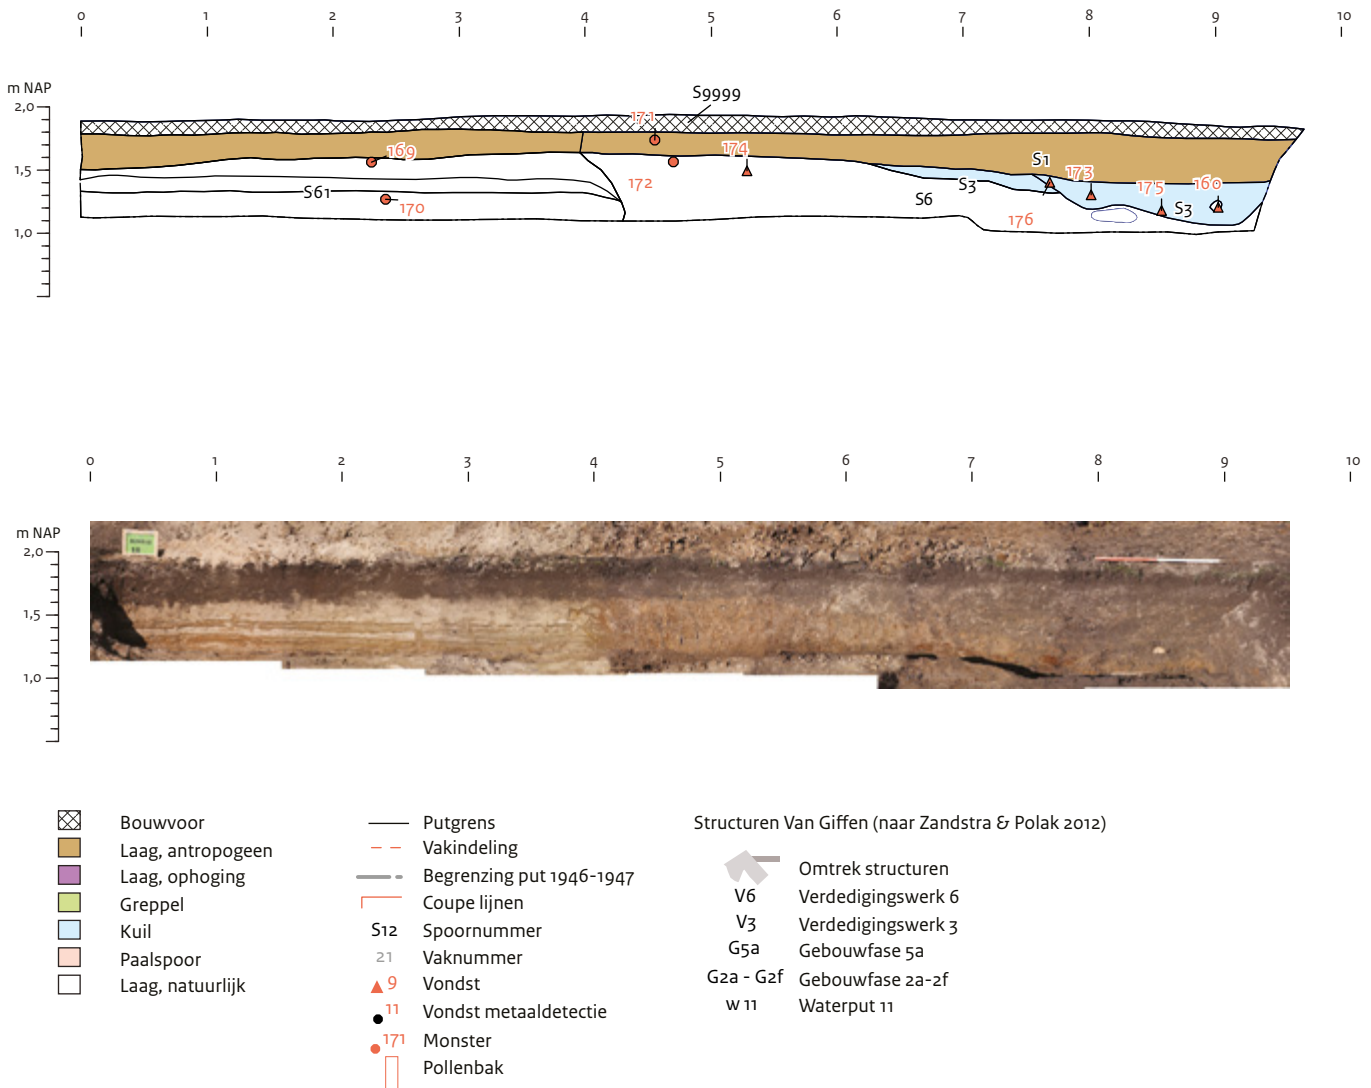 0 1 2 3 4 5 6 7 8 9 10
m NAP
2,0
1,5
1,0
S9999
171
169
174
172
S61
170
S1
173
S3
S6
175
160
S3
176
0 1 2 3 4 5 6 7 8 9 10
m NAP
2,0
1,5
1,0
Bouwvoor
Laag, antropogeen
Laag, ophoging
Greppel
Kuil
Paalspoor
Laag, natuurlijk
Putgrens
Vakindeling
Begrenzing put 1946-1947
Coupe lijnen
S12 Spoornummer
21 Vaknummer
9 Vondst
11 Vondst metaaldetectie
171 Monster
Pollenbak
Structuren Van Giffen (naar Zandstra & Polak 2012)
Omtrek structuren
V6 Verdedigingswerk 6
V3 Verdedigingswerk 3
G5a Gebouwfase 5a
G2a - G2f Gebouwfase 2a-2f
w 11 Waterput 11